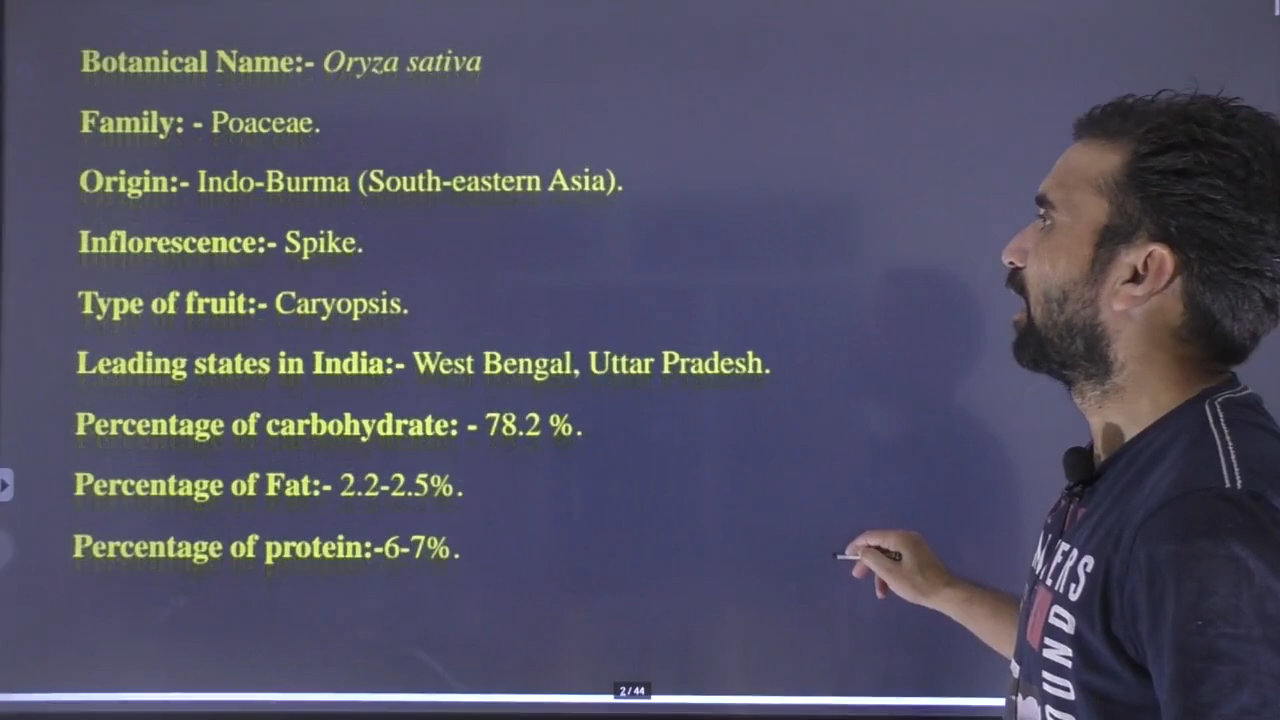 Botanical Name:- Oryza sativa
Family: - Poaceae.
Origin:- Indo-Burma (South-eastern Asia).
Inflorescence:- Spike.
Type of fruit:- Caryopsis.
Leading states in India:- West Bengal, Uttar Pradesh.
Percentage of carbohydrate: - 78.2 %.
Percentage of Fat:- 2.2-2.5%.
Percentage of protein:-6-7%.
2 / 44